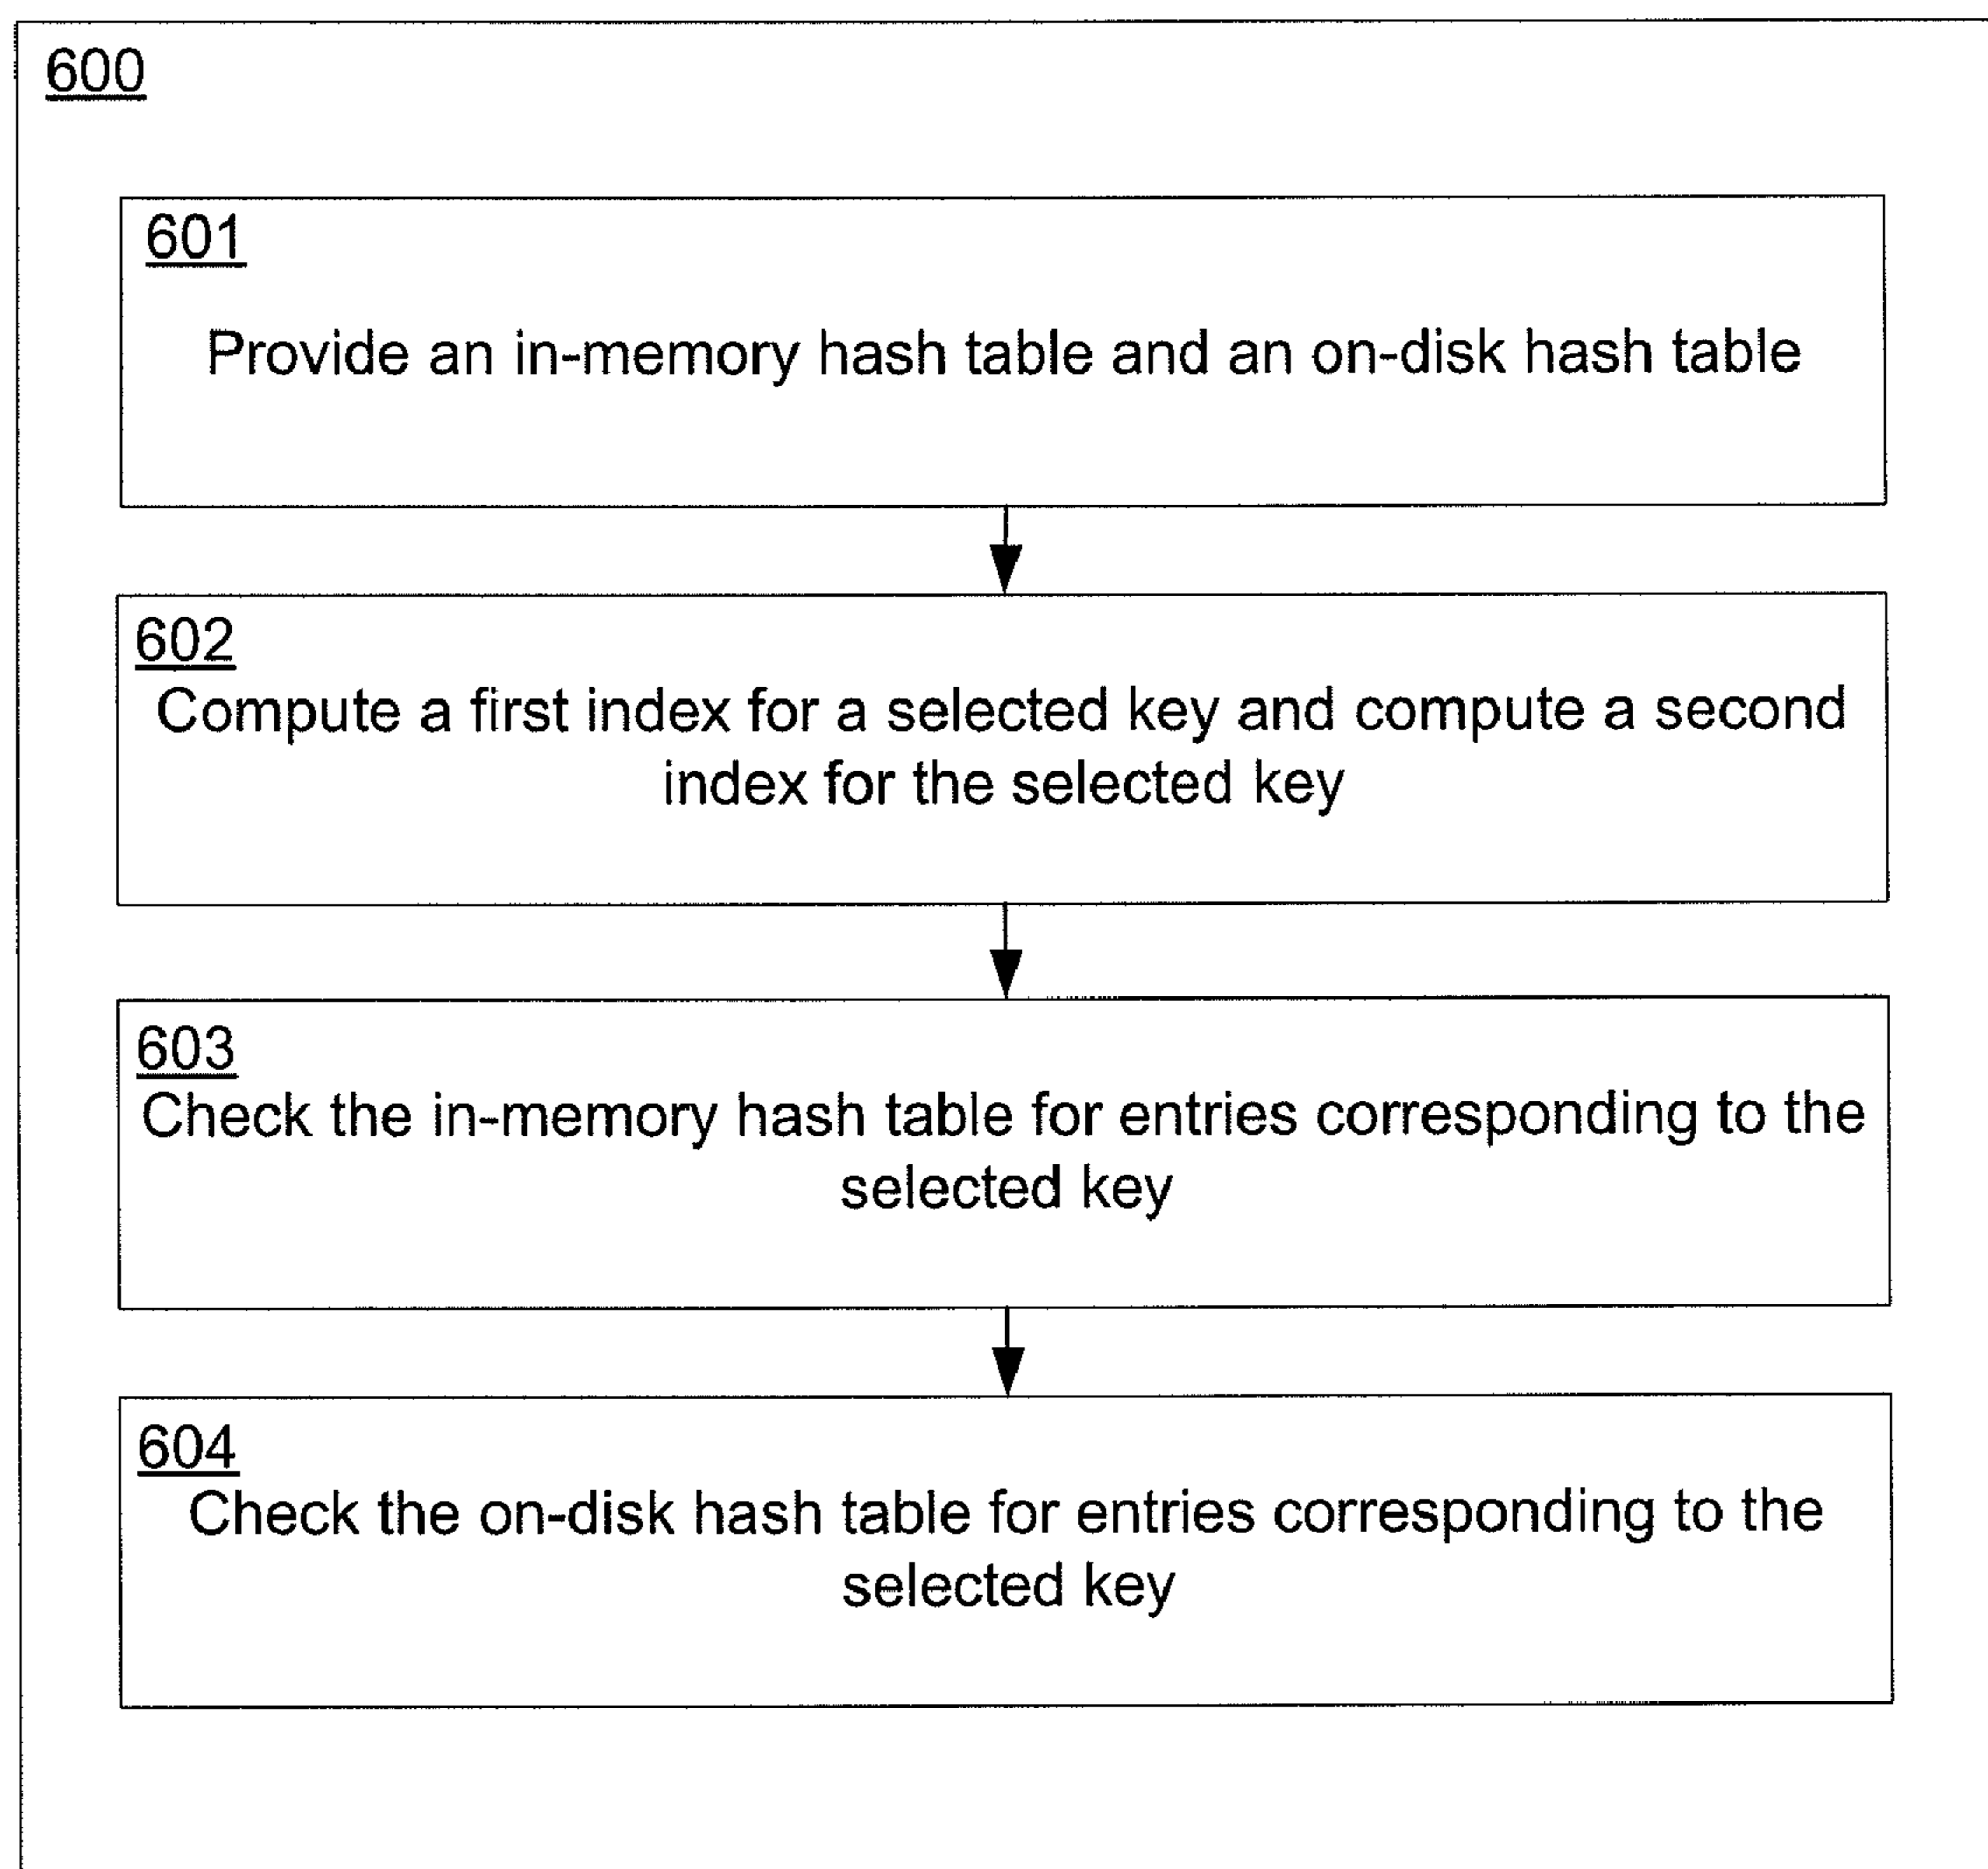 600
601
Provide an in-memory hash table and an on-disk hash table
602
Compute a first index for a selected key and compute a second
index for the selected key
603
Check the in-memory hash table for entries corresponding to the
selected key
604
Check the on-disk hash table for entries corresponding to the
selected key